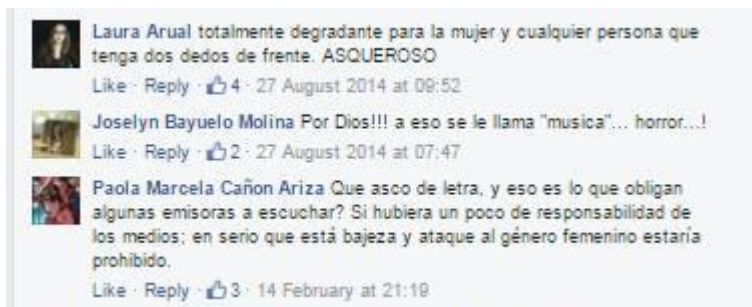 Laura Arual totalmente degradante para la mujer y cualquier persona que
tenga dos dedos de frente. ASQUEROSO
Like · Reply · 4 · 27 August 2014 at 09:52
Joselyn Bayuelo Molina Por Dios!!! a eso se le llama "musica"... horror...!
Like · Reply · 2 · 27 August 2014 at 07:47
Paola Marcela Cañon Ariza Que asco de letra, y eso es lo que obligan
algunas emisoras a escuchar? Si hubiera un poco de responsabilidad de
los medios; en serio que está bajeza y ataque al género femenino estaría
prohibido.
Like · Reply · 3 · 14 February at 21:19